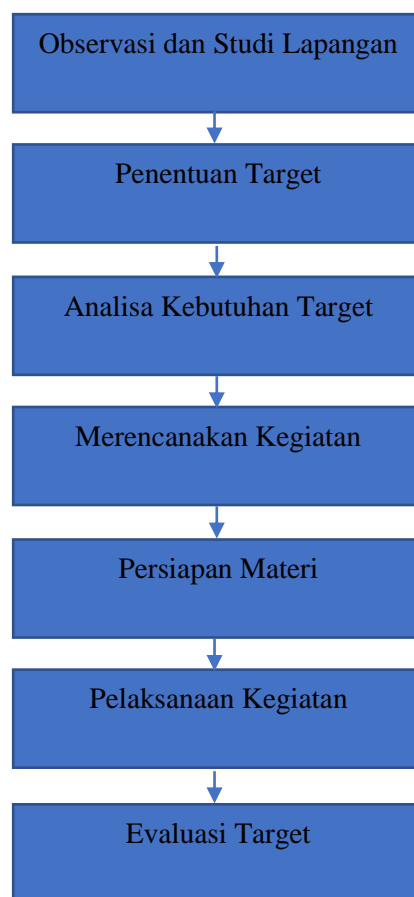 Observasi dan Studi Lapangan
Penentuan Target
Analisa Kebutuhan Target
Merencanakan Kegiatan
Persiapan Materi
Pelaksanaan Kegiatan
Evaluasi Target